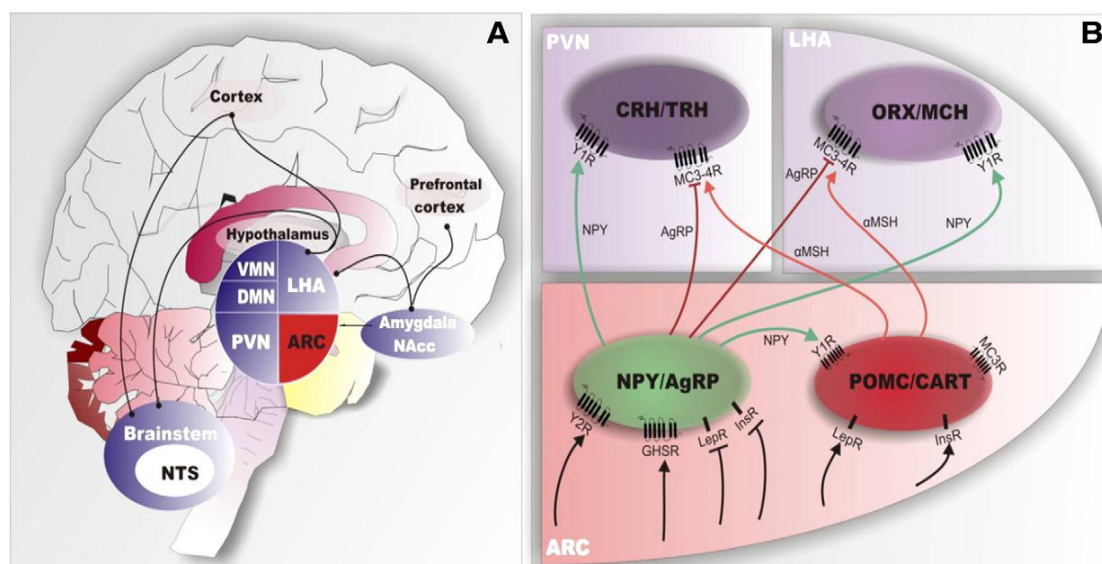 A
Cortex
Prefrontal
cortex
Hypothalamus
VMN
LHA
DMN
PVN
ARC
Amygdala
NAcc
Brainstem
NTS
B
PVN
LHA
CRH/TRH
ORX/MCH
Y1R
MC3-4R
MC3-4R
Y1R
AgRP
NPY
AgRP
αMSH
αMSH
NPY
NPY
Y1R
MC3R
NPY/AgRP
POMC/CART
Y2R
GHSR
LepR
InsR
LepR
InsR
ARC